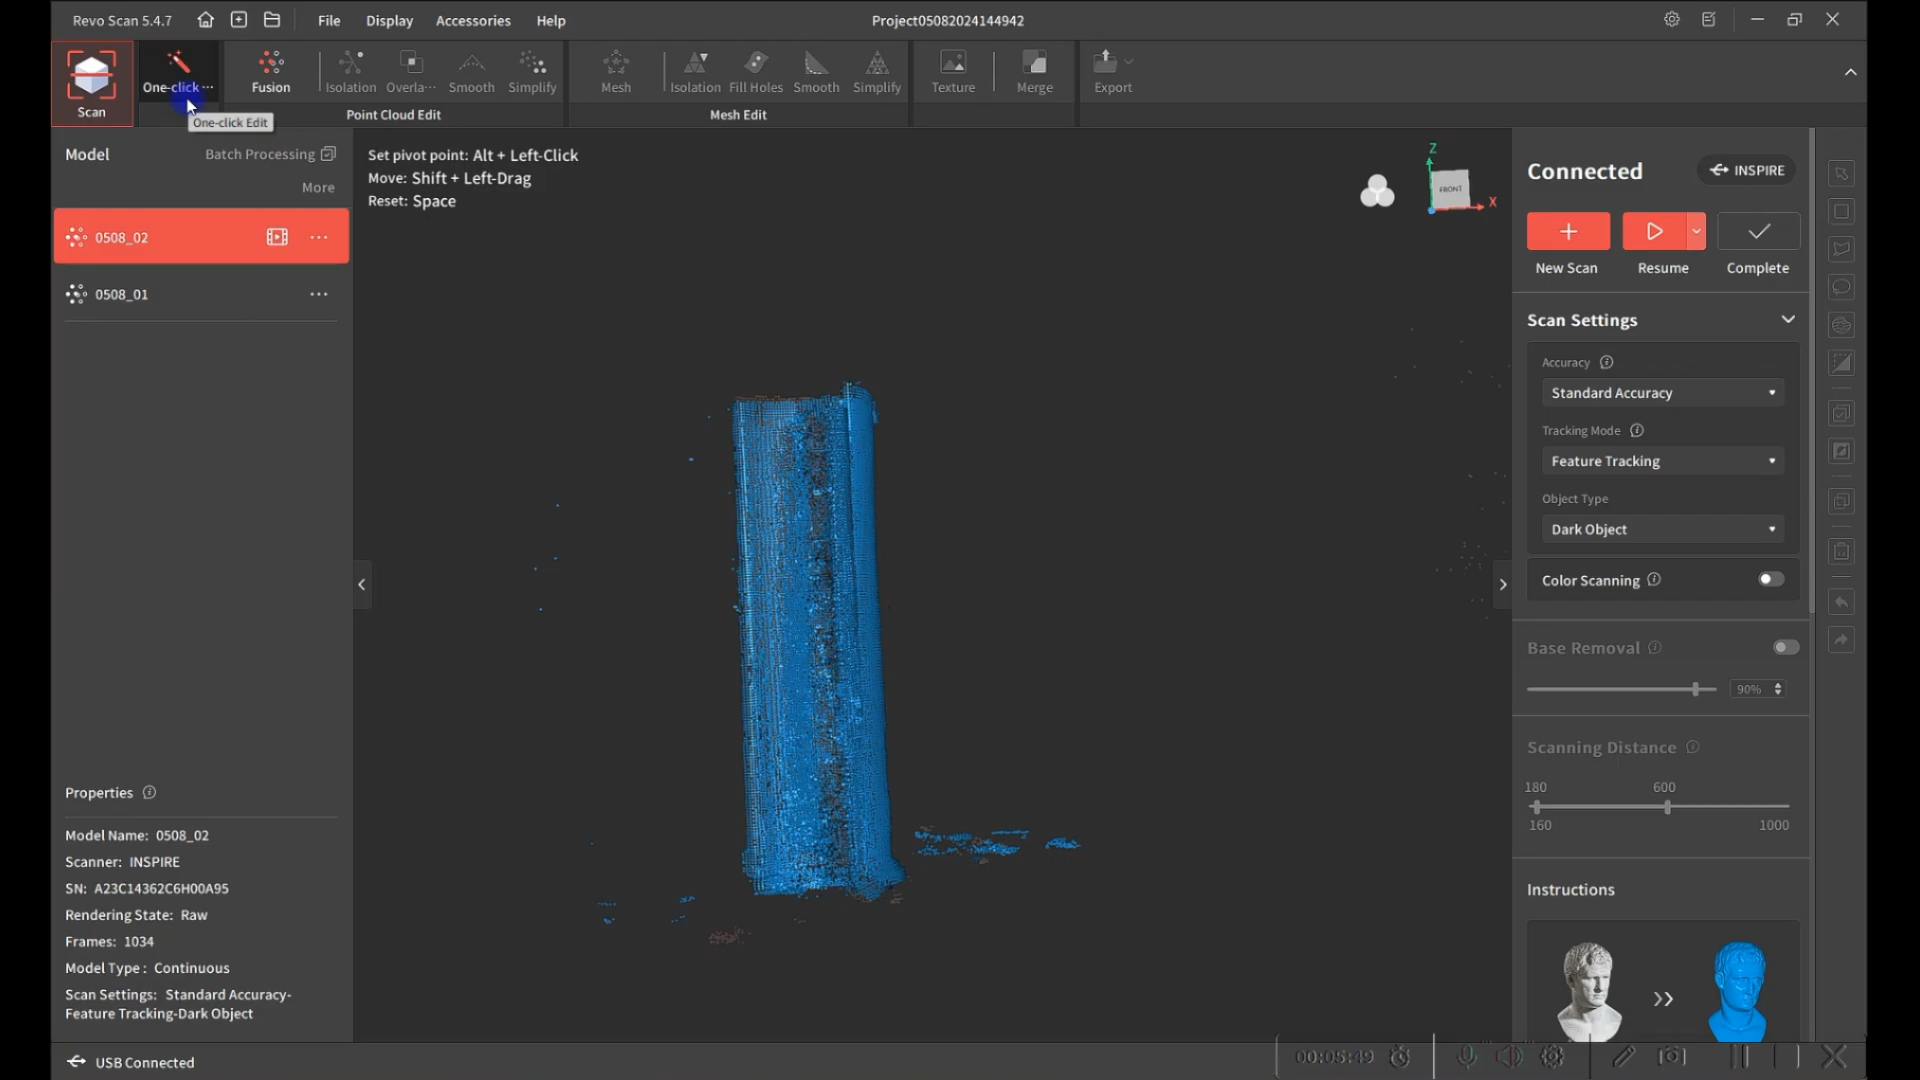 Revo Scan 5.4.7
File
Display
Accessories
Help
Project05082024144942
Scan
One-click ···
Fusion
Isolation
Overla···
Smooth
Simplify
Mesh
Isolation
Fill Holes
Smooth
Simplify
Texture
Merge
Export
One-click Edit
Point Cloud Edit
Mesh Edit
Model
Batch Processing
More
0508_02
0508_01
Set pivot point: Alt + Left-Click
Move: Shift + Left-Drag
Reset: Space
Z
FRONT
X
Connected
INSPIRE
New Scan
Resume
Complete
Scan Settings
Accuracy
Standard Accuracy
Tracking Mode
Feature Tracking
Object Type
Dark Object
Color Scanning
Base Removal
90%
Scanning Distance
180
600
160
1000
Instructions
Properties
Model Name: 0508_02
Scanner: INSPIRE
SN: A23C14362C6H00A95
Rendering State: Raw
Frames: 1034
Model Type : Continuous
Scan Settings: Standard Accuracy-
Feature Tracking-Dark Object
USB Connected
00:05:49